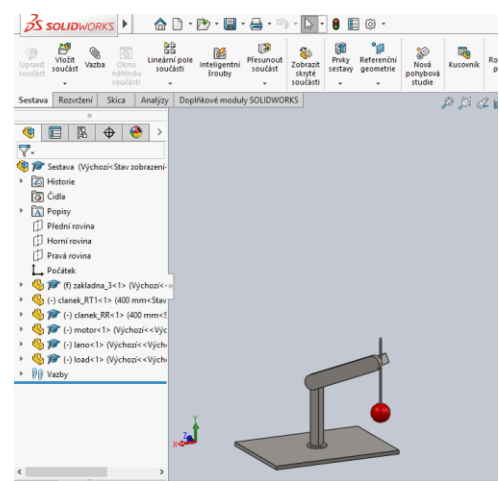 SOLIDWORKS
Upravit součást
Vložit součást
Vazba
Okno náhledu součásti
Lineární pole součásti
Inteligentní šrouby
Přesunout součást
Zobrazit skryté součásti
Prvky sestavy
Referenční geometrie
Nová pohybová studie
Kusovník
Sestava
Rozvržení
Skica
Analýzy
Doplňkové moduly SOLIDWORKS
Sestava (Výchozí<Stav zobrazení-
Historie
Čidla
Popisy
Přední rovina
Horní rovina
Pravá rovina
Počátek
(f) zakladna_3<1> (Výchozí<
(-) clanek_RT1<1> (400 mm<Stav
(-) clanek_RR<1> (400 mm<S
(-) motor<1> (Výchozí<<Výc
(-) lano<1> (Výchozí<<Vých
(-) load<1> (Výchozí<<Vých
Vazby
Y
Z
X